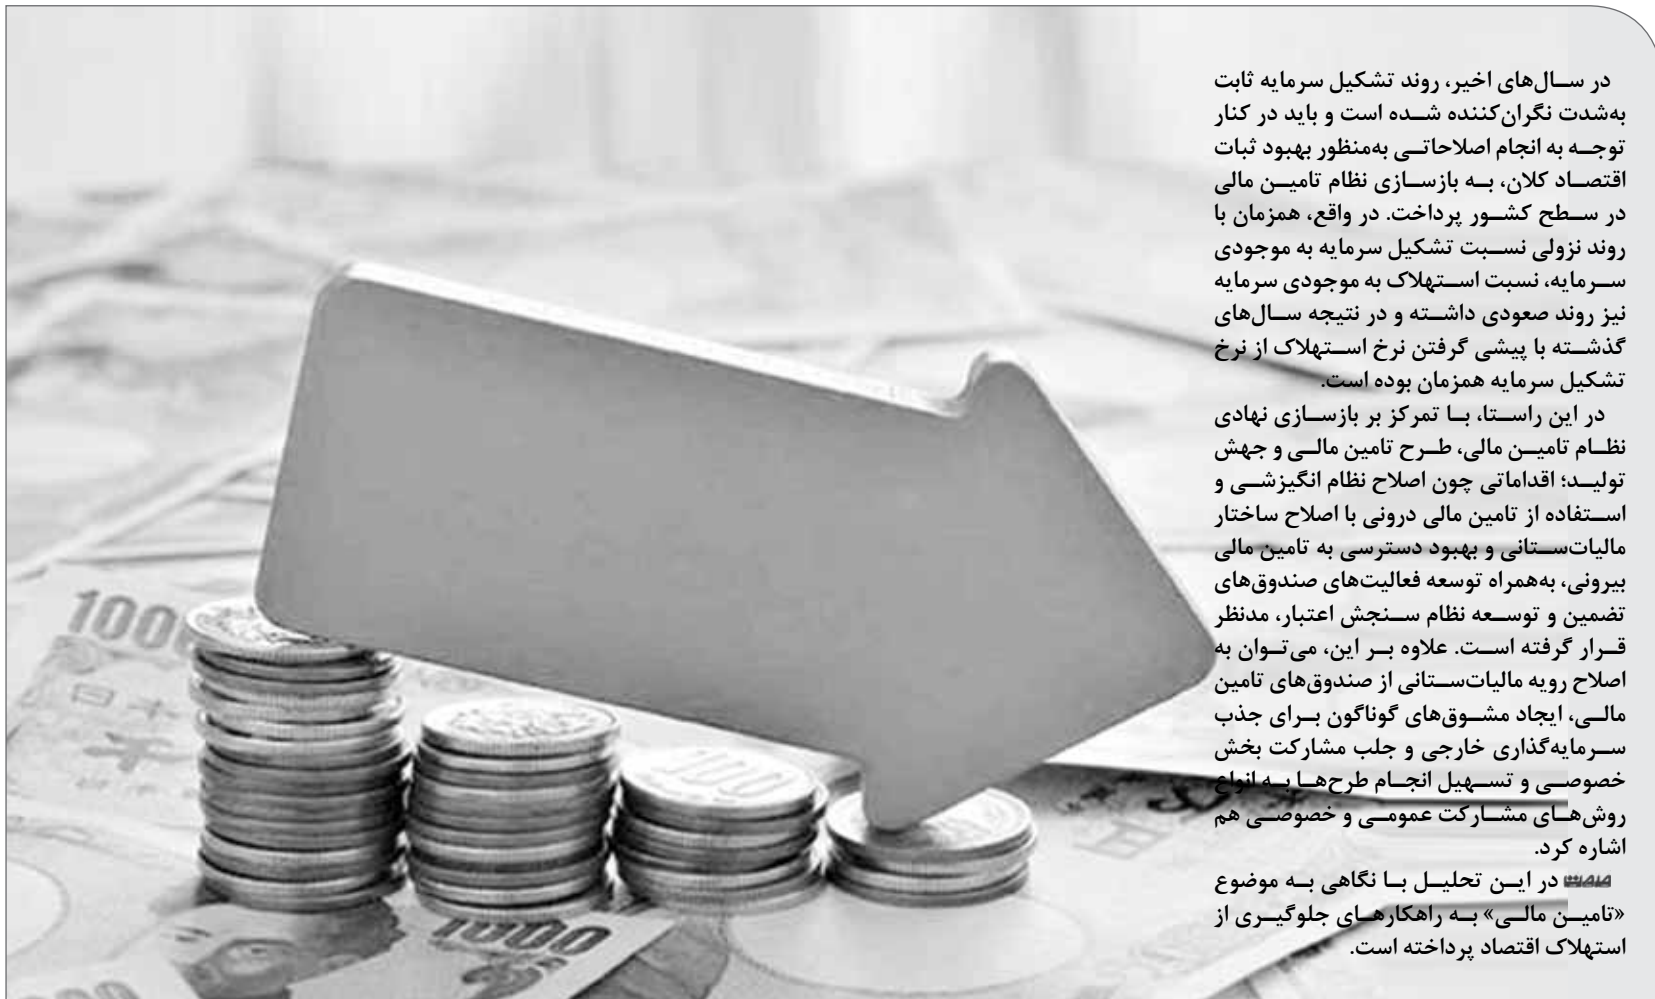 در سال‌های اخیر، روند تشکیل سرمایه ثابت
به‌شدت نگران‌کننده شده است و باید در کنار
توجه به انجام اصلاحاتی به‌منظور بهبود ثبات
اقتصاد کلان، به بازسازی نظام تامین مالی
در سطح کشور پرداخت. در واقع، همزمان با
روند نزولی نسبت تشکیل سرمایه به موجودی
سرمایه، نسبت استهلاک به موجودی سرمایه
نیز روند صعودی داشته و در نتیجه سال‌های
گذشته با پیشی گرفتن نرخ استهلاک از نرخ
تشکیل سرمایه همزمان بوده است.
در این راستا، با تمرکز بر بازسازی نهادی
نظام تامین مالی، طرح تامین مالی و جهش
تولید؛ اقداماتی چون اصلاح نظام انگیزشی و
استفاده از تامین مالی درونی با اصلاح ساختار
مالیات‌ستانی و بهبود دسترسی به تامین مالی
بیرونی، به‌همراه توسعه فعالیت‌های صندوق‌های
تضمین و توسعه نظام سنجش اعتبار، مدنظر
قرار گرفته است. علاوه بر این، می‌توان به
اصلاح رویه مالیات‌ستانی از صندوق‌های تامین
مالی، ایجاد مشوق‌های گوناگون برای جذب
سرمایه‌گذاری خارجی و جلب مشارکت بخش
خصوصی و تسهیل انجام طرح‌ها به انواع
روش‌های مشارکت عمومی و خصوصی هم
اشاره کرد.
صمت در این تحلیل با نگاهی به موضوع
«تامین مالی» به راهکارهای جلوگیری از
استهلاک اقتصاد پرداخته است.
1000
100
1000